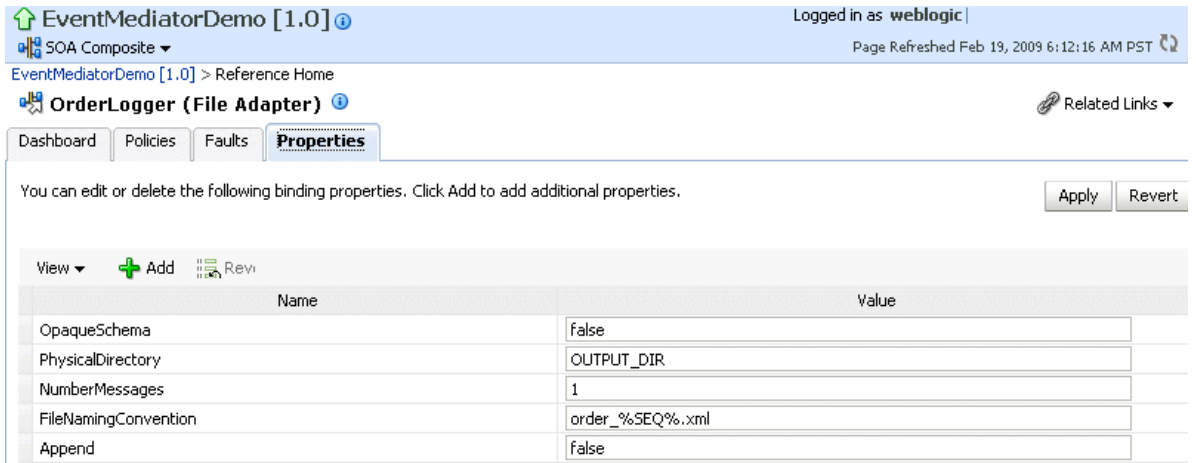 EventMediatorDemo [1.0]
Logged in as weblogic
SOA Composite
Page Refreshed Feb 19, 2009 6:12:16 AM PST
EventMediatorDemo [1.0] > Reference Home
OrderLogger (File Adapter)
Related Links
Dashboard Policies Faults Properties
You can edit or delete the following binding properties. Click Add to add additional properties.
Apply Revert
View Add
Name Value
OpaqueSchema false
PhysicalDirectory OUTPUT_DIR
NumberMessages 1
FileNamingConvention order_%SEQ%.xml
Append false